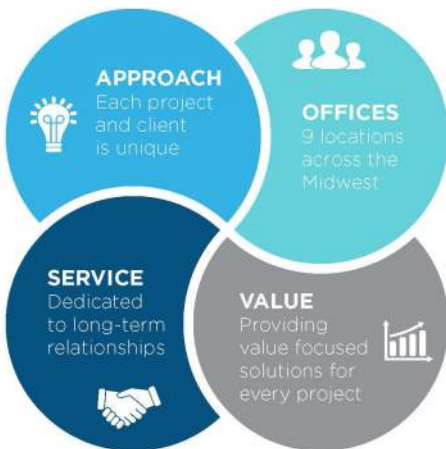 APPROACH
Each project
and client
is unique
OFFICES
9 locations
across the
Midwest
SERVICE
Dedicated
to long-term
relationships
VALUE
Providing
value focused
solutions for
every project